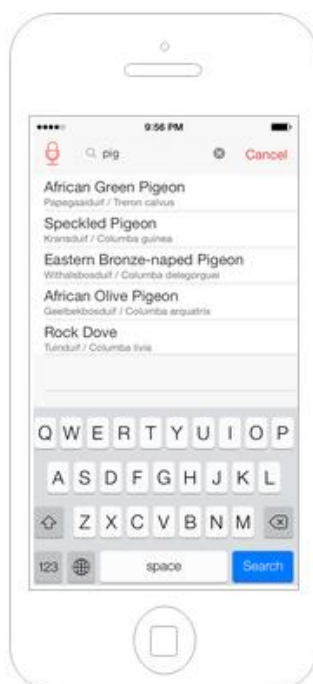 9:56 PM
pig
Cancel
African Green Pigeon
Papegaaiduif / Treron calvus
Speckled Pigeon
Kransduif / Columba guinea
Eastern Bronze-naped Pigeon
Withalsbosduif / Columba delegorguei
African Olive Pigeon
Geelbekbosduif / Columba arquatrix
Rock Dove
Tuinduif / Columba livia
Q W E R T Y U I O P
A S D F G H J K L
Z X C V B N M
123 space Search